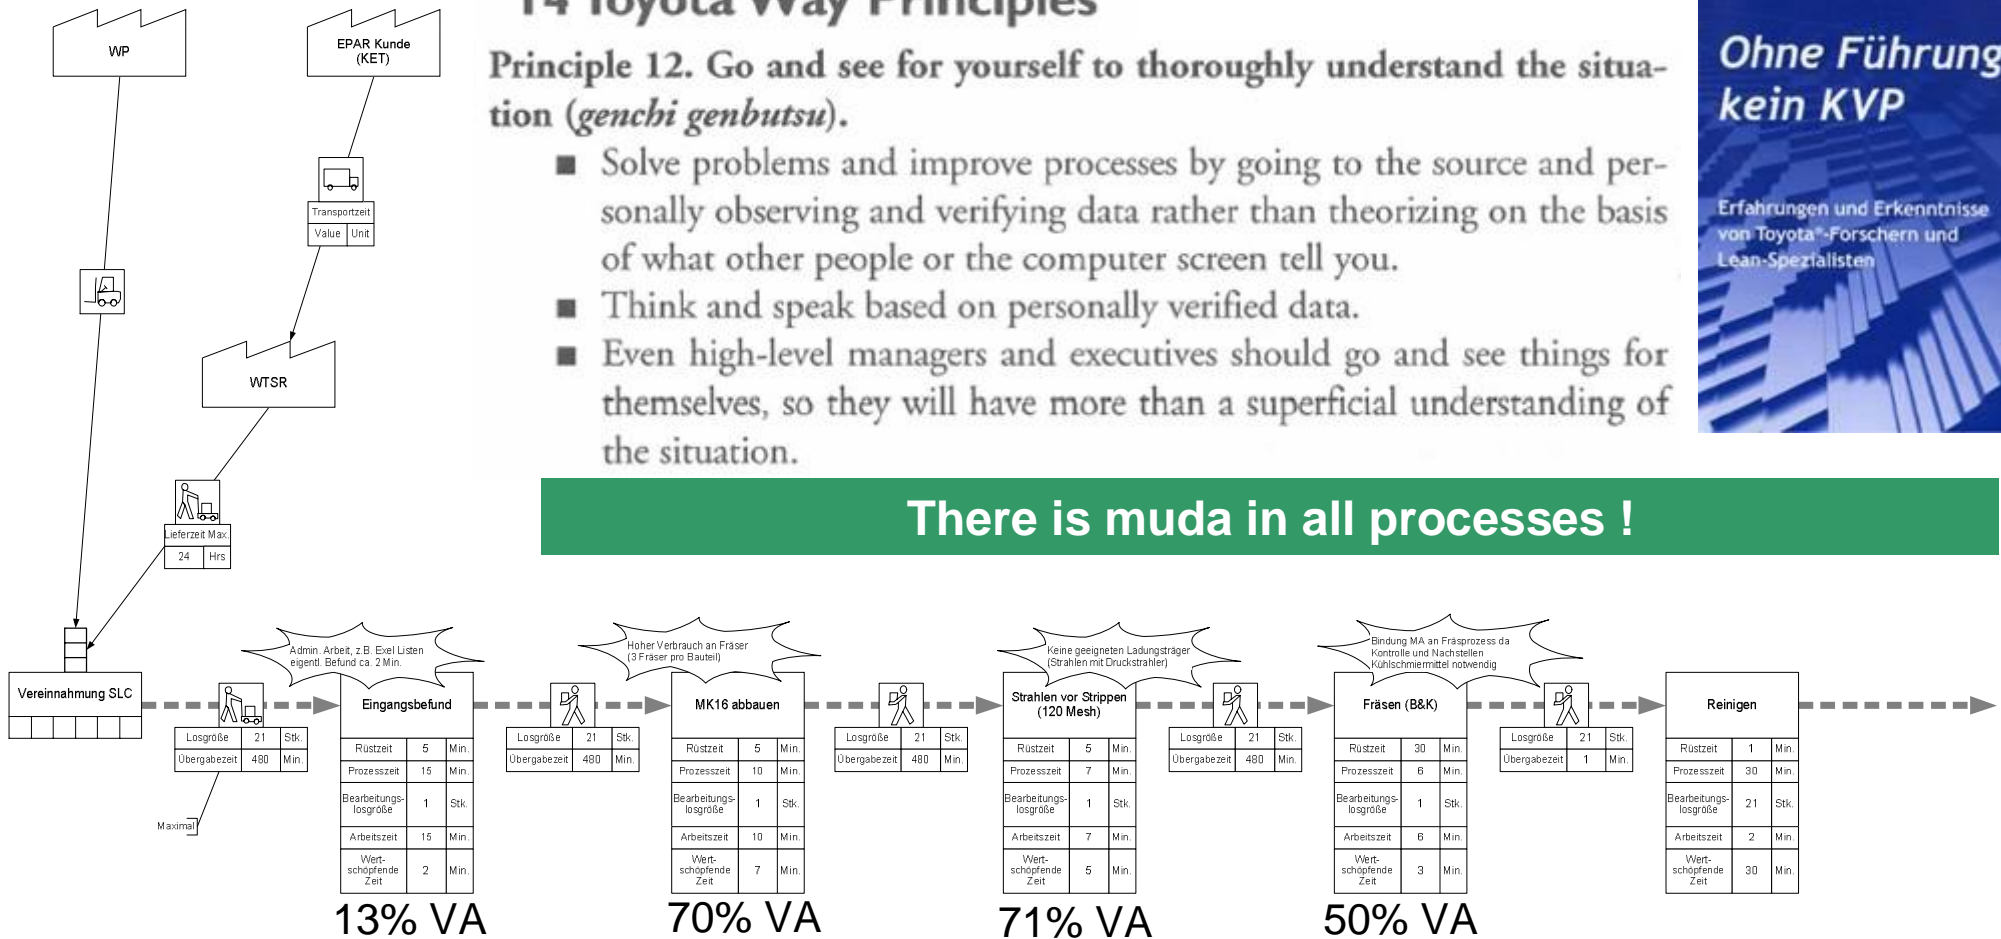 14 Toyota Way Principles
Principle 12. Go and see for yourself to thoroughly understand the situa-
tion (genchi genbutsu).
■ Solve problems and improve processes by going to the source and per-
sonally observing and verifying data rather than theorizing on the basis
of what other people or the computer screen tell you.
■ Think and speak based on personally verified data.
■ Even high-level managers and executives should go and see things for
themselves, so they will have more than a superficial understanding of
the situation.
Ohne Führung
kein KVP
Erfahrungen und Erkenntnisse
von Toyota®-Forschern und
Lean-Spezialisten
There is muda in all processes !
WP
EPAR Kunde
(KET)
Transportzeit
Value Unit
WTSR
Lieferzeit Max.
24 Hrs
Vereinnahmung SLC
Losgröße 21 Stk.
Übergabezeit 480 Min.
Maximal
Admin. Arbeit, z.B. Exel Listen
eigentl. Befund ca. 2 Min.
Eingangsbefund
Rüstzeit 5 Min.
Prozesszeit 15 Min.
Bearbeitungs-
losgröße 1 Stk.
Arbeitszeit 15 Min.
Wert-
schöpfende 2 Min.
Zeit
13% VA
Losgröße 21 Stk.
Übergabezeit 480 Min.
Hoher Verbrauch an Fräser
(3 Fräser pro Bauteil)
MK16 abbauen
Rüstzeit 5 Min.
Prozesszeit 10 Min.
Bearbeitungs-
losgröße 1 Stk.
Arbeitszeit 10 Min.
Wert-
schöpfende 7 Min.
Zeit
70% VA
Losgröße 21 Stk.
Übergabezeit 480 Min.
Keine geeigneten Ladungsträger
(Strahlen mit Druckstrahler)
Strahlen vor Strippen
(120 Mesh)
Rüstzeit 5 Min.
Prozesszeit 7 Min.
Bearbeitungs-
losgröße 1 Stk.
Arbeitszeit 7 Min.
Wert-
schöpfende 5 Min.
Zeit
71% VA
Losgröße 21 Stk.
Übergabezeit 480 Min.
Bindung MA an Fräsprozess da
Kontrolle und Nachstellen
Kühlschmiermittel notwendig
Fräsen (B&K)
Rüstzeit 30 Min.
Prozesszeit 6 Min.
Bearbeitungs-
losgröße 1 Stk.
Arbeitszeit 6 Min.
Wert-
schöpfende 3 Min.
Zeit
50% VA
Losgröße 21 Stk.
Übergabezeit 1 Min.
Reinigen
Rüstzeit 1 Min.
Prozesszeit 30 Min.
Bearbeitungs-
losgröße 21 Stk.
Arbeitszeit 2 Min.
Wert-
schöpfende 30 Min.
Zeit